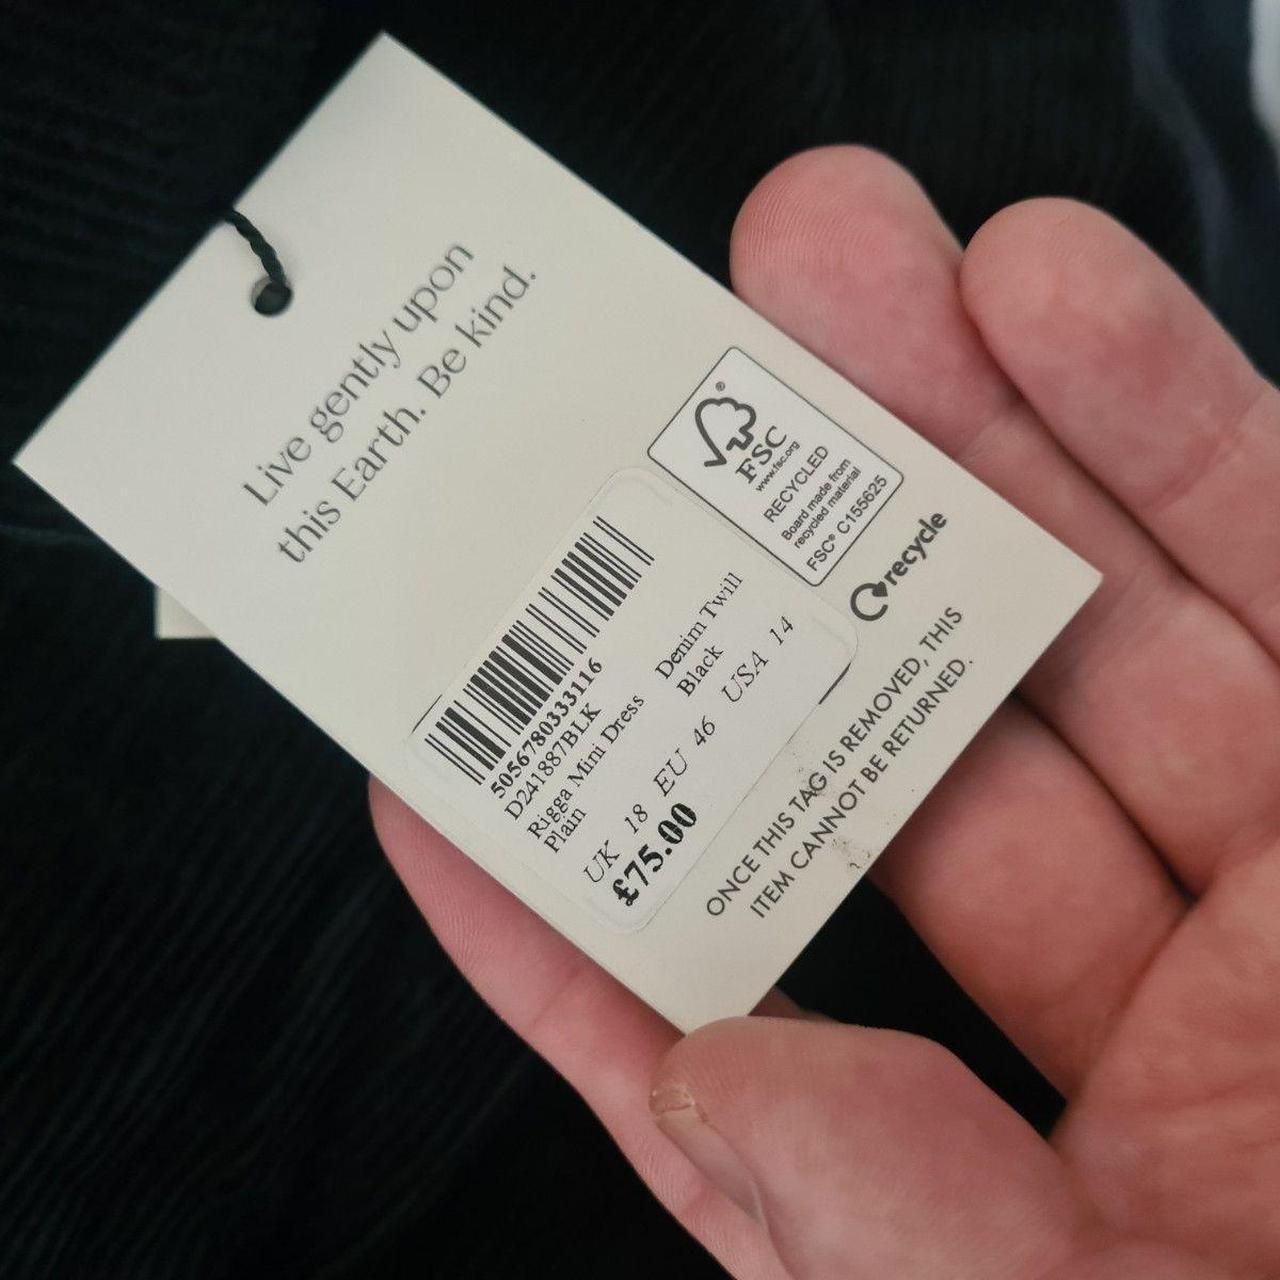 Live gently upon
this Earth. Be kind.
FSC
www.fsc.org
RECYCLED
Board made from
recycled material
FSC® C155625
recycle
5056780333116
D241887BLK
Rigga Mini Dress Denim Twill
Plain Black
UK 18 EU 46 USA 14
£75.00
ONCE THIS TAG IS REMOVED, THIS
ITEM CANNOT BE RETURNED.